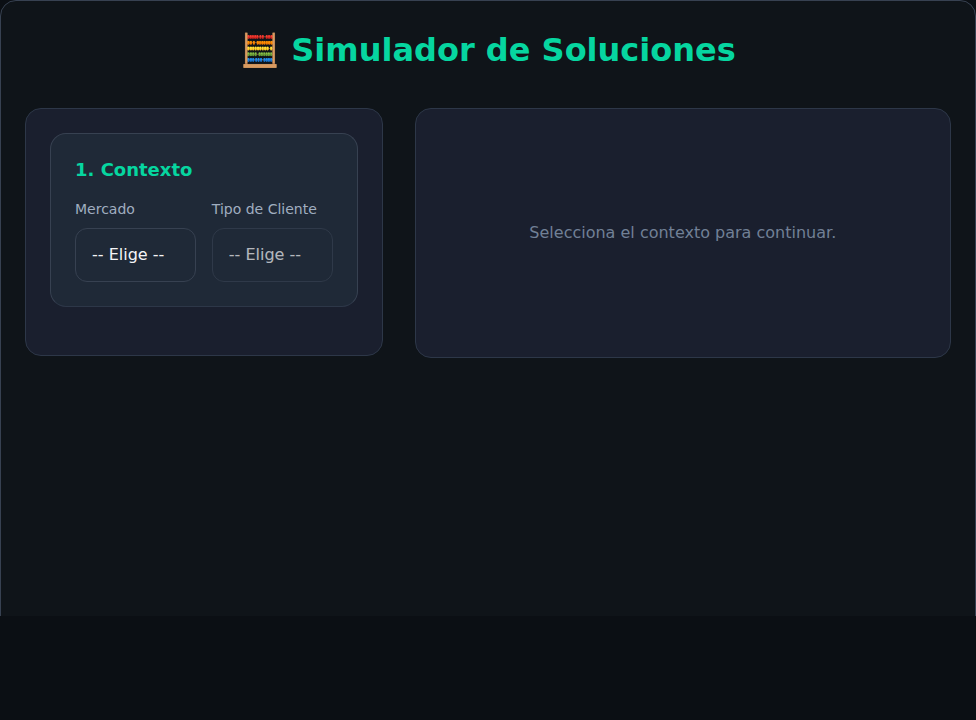 🧮 Simulador de Soluciones
1. Contexto
Mercado
-- Elige --
Tipo de Cliente
-- Elige --
Selecciona el contexto para continuar.